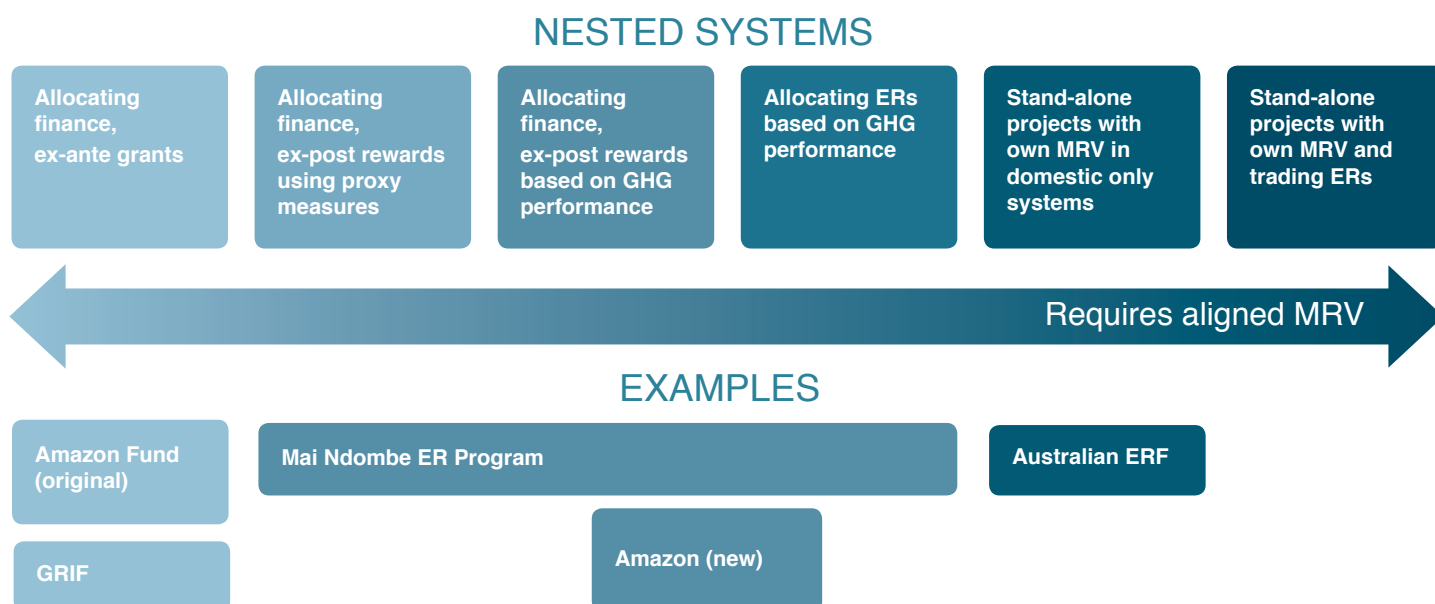 NESTED SYSTEMS
Allocating
finance,
ex-ante grants
Allocating
finance,
ex-post rewards
using proxy
measures
Allocating
finance,
ex-post rewards
based on GHG
performance
Allocating ERs
based on GHG
performance
Stand-alone
projects with
own MRV in
domestic only
systems
Stand-alone
projects with
own MRV and
trading ERs
Requires aligned MRV
EXAMPLES
Amazon Fund
(original)
Mai Ndombe ER Program
Australian ERF
GRIF
Amazon (new)